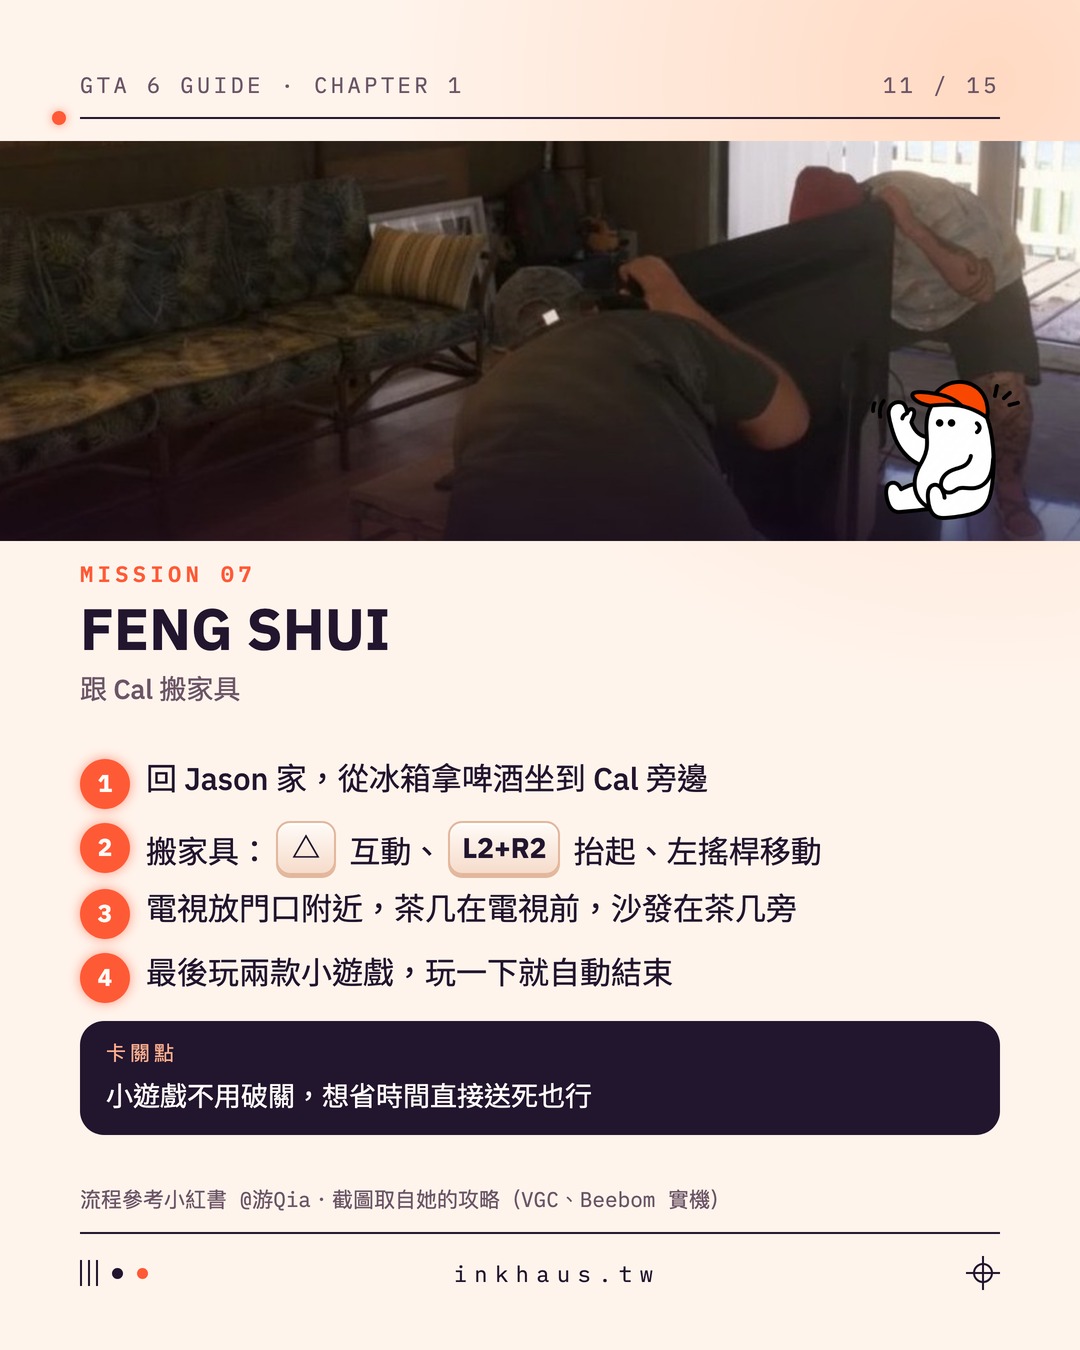 GTA 6 GUIDE · CHAPTER 1
11 / 15
MISSION 07
FENG SHUI
跟 Cal 搬家具
1 回 Jason 家，從冰箱拿啤酒坐到 Cal 旁邊
2 搬家具： △ 互動、 L2+R2 抬起、左搖桿移動
3 電視放門口附近，茶几在電視前，沙發在茶几旁
4 最後玩兩款小遊戲，玩一下就自動結束
卡關點
小遊戲不用破關，想省時間直接送死也行
流程參考小紅書 @游Qia · 截圖取自她的攻略（VGC、Beebom 實機）
inkhaus.tw